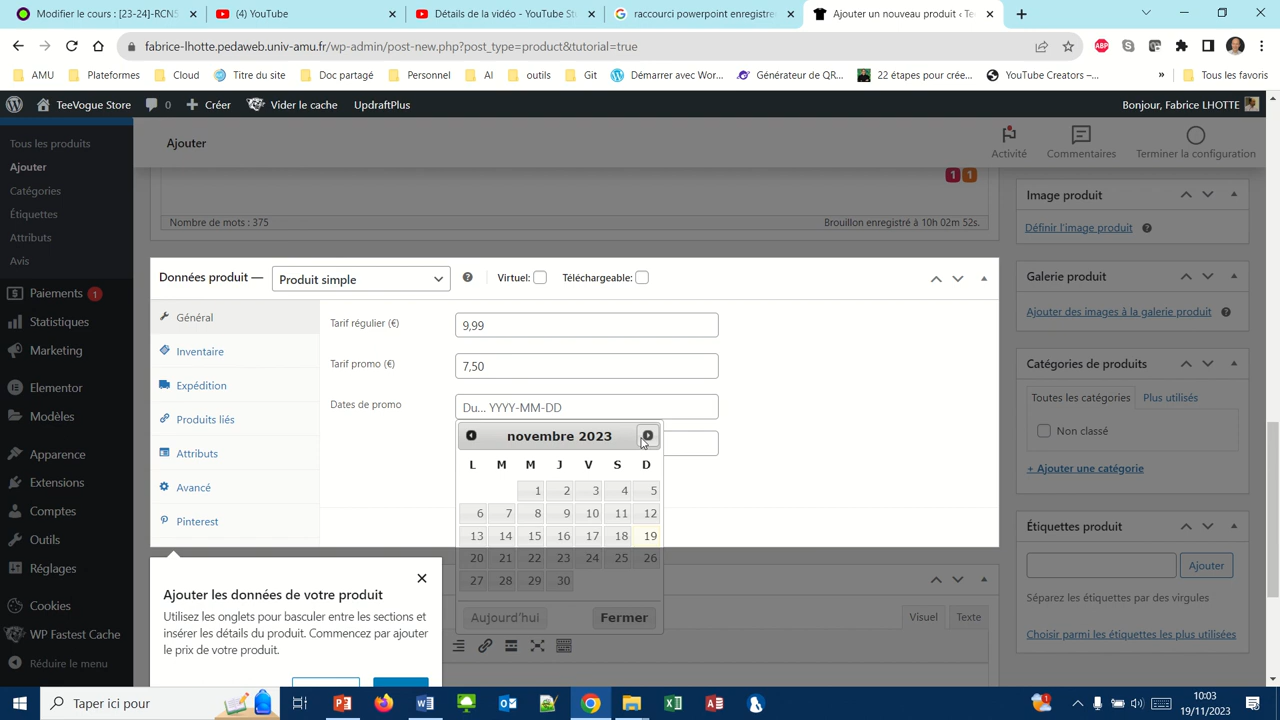 Modifier le cours: [23-24]-RCNS
(4) YouTube
Détails de la vidéo - YouTube S
raccourci powerpoint enregistre
Ajouter un nouveau produit ‹ Te
fabrice-lhotte.pedaweb.univ-amu.fr/wp-admin/post-new.php?post_type=product&tutorial=true
ABP
AMU
Plateformes
Cloud
Titre du site
Doc partagé
Personnel
AI
outils
Git
Démarrer avec Wor...
Générateur de QR...
22 étapes pour crée...
YouTube Creators –...
»
Tous les favoris
TeeVogue Store
0
+ Créer
Vider le cache
UpdraftPlus
Bonjour, Fabrice LHOTTE
Tous les produits
Ajouter
Catégories
Étiquettes
Attributs
Avis
Paiements 1
Statistiques
Marketing
Elementor
Modèles
Apparence
Extensions
Comptes
Outils
Réglages
Cookies
WP Fastest Cache
Réduire le menu
Ajouter
Activité
Commentaires
Terminer la configuration
1 1
Nombre de mots : 375
Brouillon enregistré à 10h 02m 52s.
Données produit —
Produit simple
?
Virtuel:
Téléchargeable:
Général
Inventaire
Expédition
Produits liés
Attributs
Avancé
Pinterest
Tarif régulier (€)
9,99
Tarif promo (€)
7,50
Dates de promo
Du... YYYY-MM-DD
novembre 2023
L M M J V S D
1 2 3 4 5
6 7 8 9 10 11 12
13 14 15 16 17 18 19
20 21 22 23 24 25 26
27 28 29 30
Aujourd'hui
Fermer
Ajouter les données de votre produit
Utilisez les onglets pour basculer entre les sections et
insérer les détails du produit. Commencez par ajouter
le prix de votre produit.
Visuel
Texte
Image produit
Définir l'image produit ?
Galerie produit
Ajouter des images à la galerie produit ?
Catégories de produits
Toutes les catégories
Plus utilisés
Non classé
+ Ajouter une catégorie
Étiquettes produit
Ajouter
Séparez les étiquettes par des virgules
Choisir parmi les étiquettes les plus utilisées
Taper ici pour
1
10:03
19/11/2023